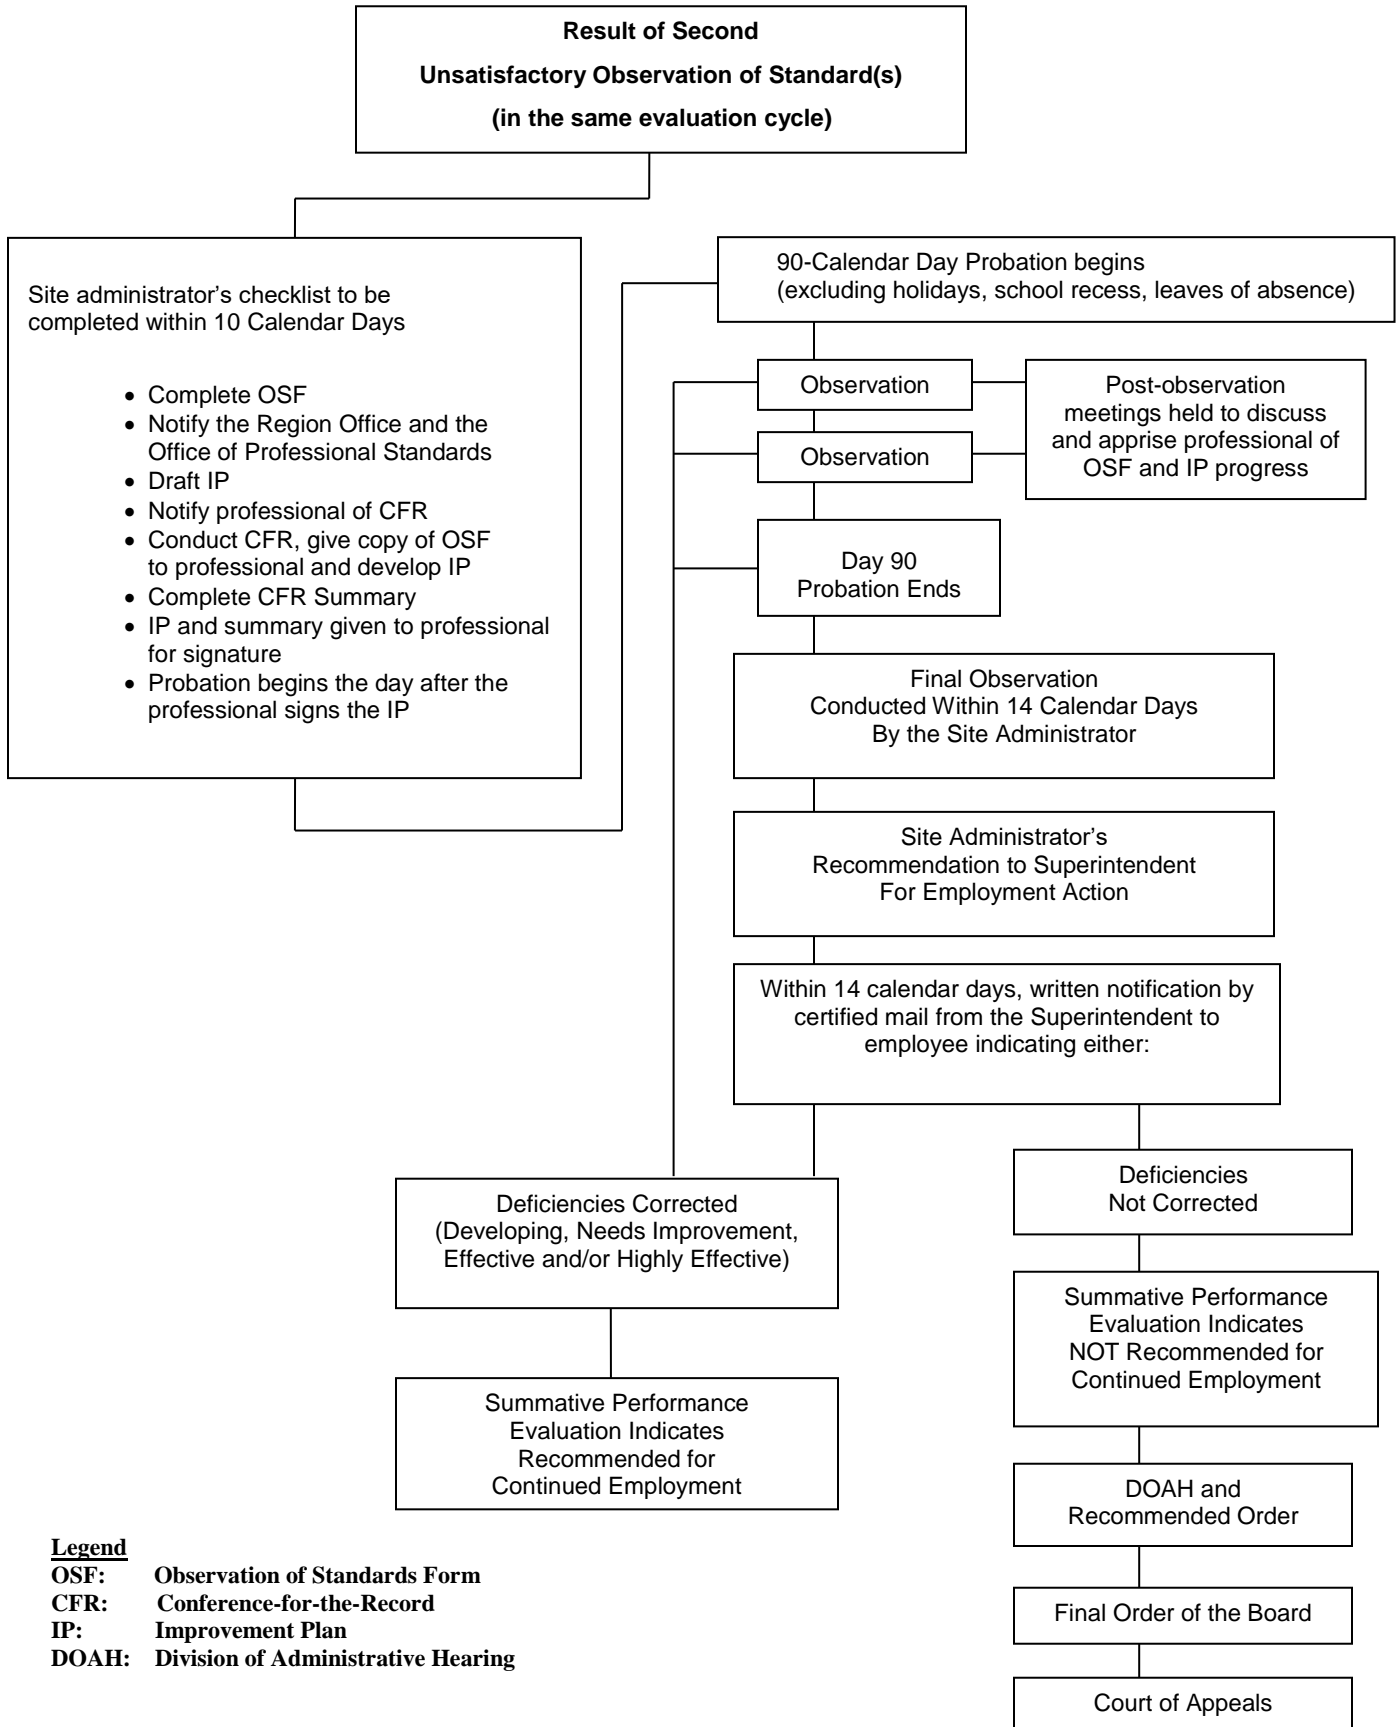 Result of Second
Unsatisfactory Observation of Standard(s)
(in the same evaluation cycle)
Site administrator's checklist to be
completed within 10 Calendar Days
• Complete OSF
• Notify the Region Office and the
Office of Professional Standards
• Draft IP
• Notify professional of CFR
• Conduct CFR, give copy of OSF
to professional and develop IP
• Complete CFR Summary
• IP and summary given to professional
for signature
• Probation begins the day after the
professional signs the IP
90-Calendar Day Probation begins
(excluding holidays, school recess, leaves of absence)
Observation
Observation
Post-observation
meetings held to discuss
and apprise professional of
OSF and IP progress
Day 90
Probation Ends
Final Observation
Conducted Within 14 Calendar Days
By the Site Administrator
Site Administrator's
Recommendation to Superintendent
For Employment Action
Within 14 calendar days, written notification by
certified mail from the Superintendent to
employee indicating either:
Deficiencies Corrected
(Developing, Needs Improvement,
Effective and/or Highly Effective)
Summative Performance
Evaluation Indicates
Recommended for
Continued Employment
Deficiencies
Not Corrected
Summative Performance
Evaluation Indicates
NOT Recommended for
Continued Employment
DOAH and
Recommended Order
Final Order of the Board
Court of Appeals
Legend
OSF: Observation of Standards Form
CFR: Conference-for-the-Record
IP: Improvement Plan
DOAH: Division of Administrative Hearing